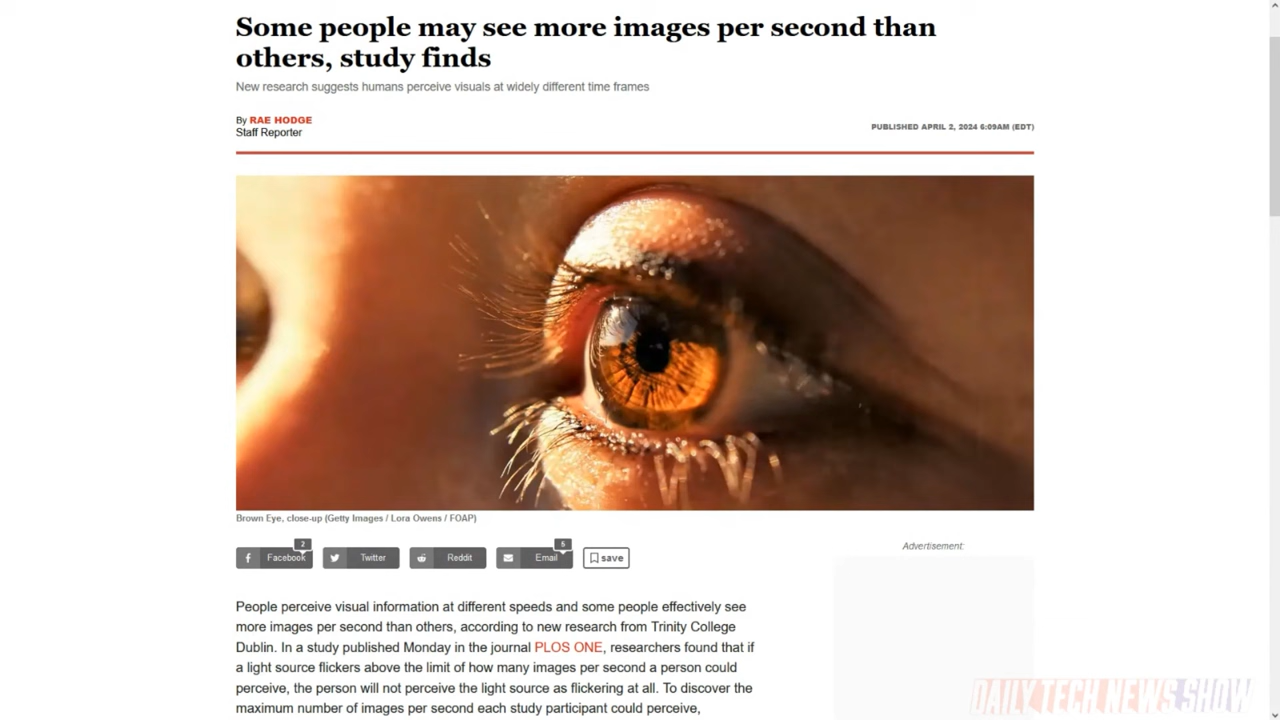 Some people may see more images per second than
others, study finds
New research suggests humans perceive visuals at widely different time frames
By RAE HODGE
Staff Reporter
PUBLISHED APRIL 2, 2024 6:09AM (EDT)
Brown Eye, close-up (Getty Images / Lora Owens / FOAP)
2
Facebook
Twitter
Reddit
6
Email
save
Advertisement:
People perceive visual information at different speeds and some people effectively see
more images per second than others, according to new research from Trinity College
Dublin. In a study published Monday in the journal PLOS ONE, researchers found that if
a light source flickers above the limit of how many images per second a person could
perceive, the person will not perceive the light source as flickering at all. To discover the
maximum number of images per second each study participant could perceive,
DAILY TECH NEWS SHOW